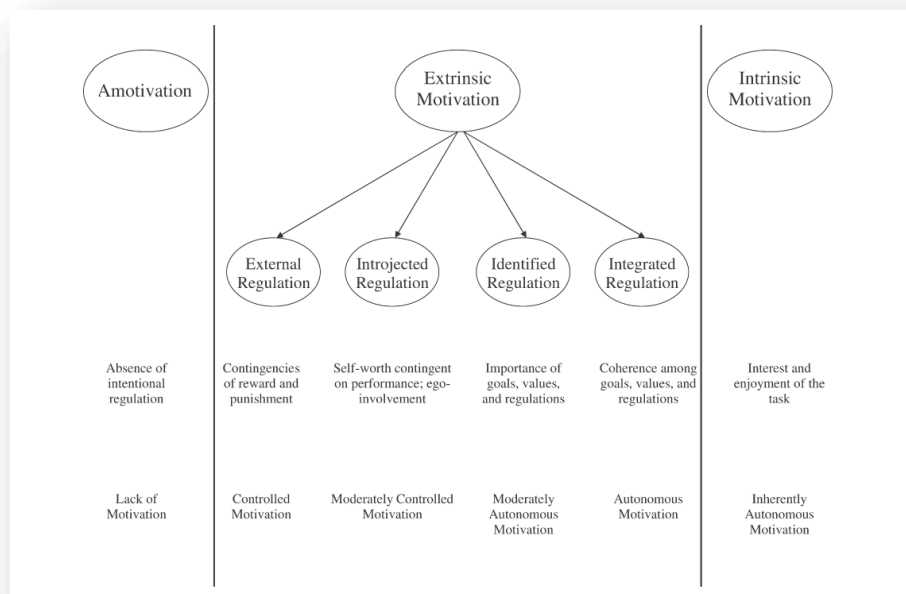 Amotivation
Extrinsic
Motivation
Intrinsic
Motivation
External
Regulation
Introjected
Regulation
Identified
Regulation
Integrated
Regulation
Absence of
intentional
regulation
Contingencies
of reward and
punishment
Self-worth contingent
on performance; ego-
involvement
Importance of
goals, values,
and regulations
Coherence among
goals, values, and
regulations
Interest and
enjoyment of the
task
Lack of
Motivation
Controlled
Motivation
Moderately Controlled
Motivation
Moderately
Autonomous
Motivation
Autonomous
Motivation
Inherently
Autonomous
Motivation